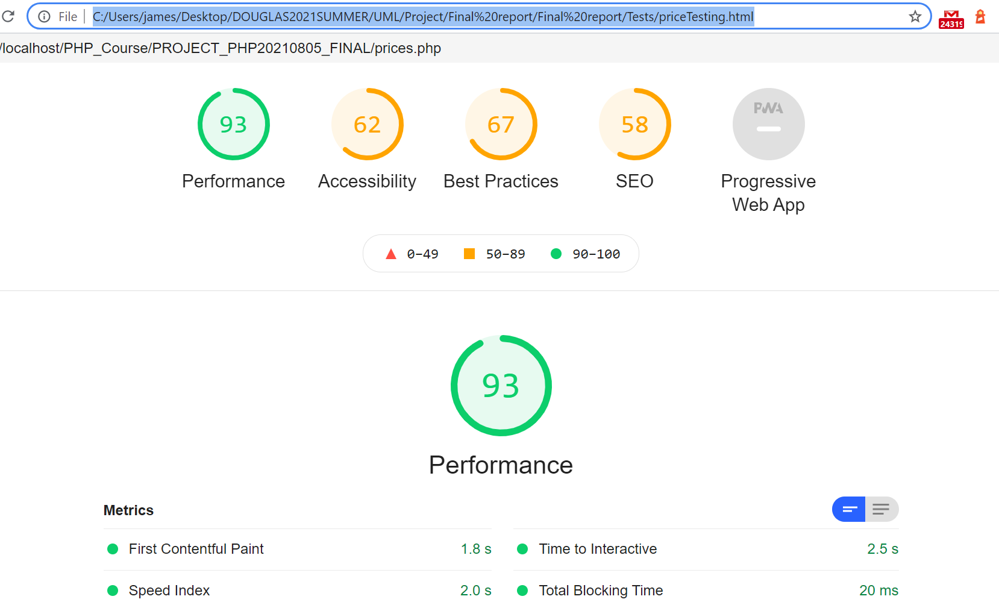 File C:/Users/james/Desktop/DOUGLAS2021SUMMER/UML/Project/Final%20report/Final%20report/Tests/priceTesting.html
24319
/localhost/PHP_Course/PROJECT_PHP20210805_FINAL/prices.php
93 62 67 58 PWA
Performance Accessibility Best Practices SEO Progressive
Web App
0–49 50–89 90–100
93
Performance
Metrics
First Contentful Paint 1.8 s Time to Interactive 2.5 s
Speed Index 2.0 s Total Blocking Time 20 ms